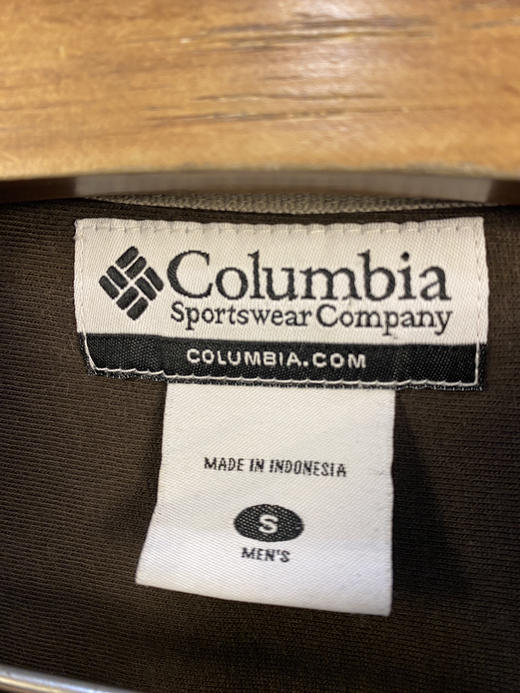 Columbia
Sportswear Company
COLUMBIA.COM
MADE IN INDONESIA
S
MEN'S